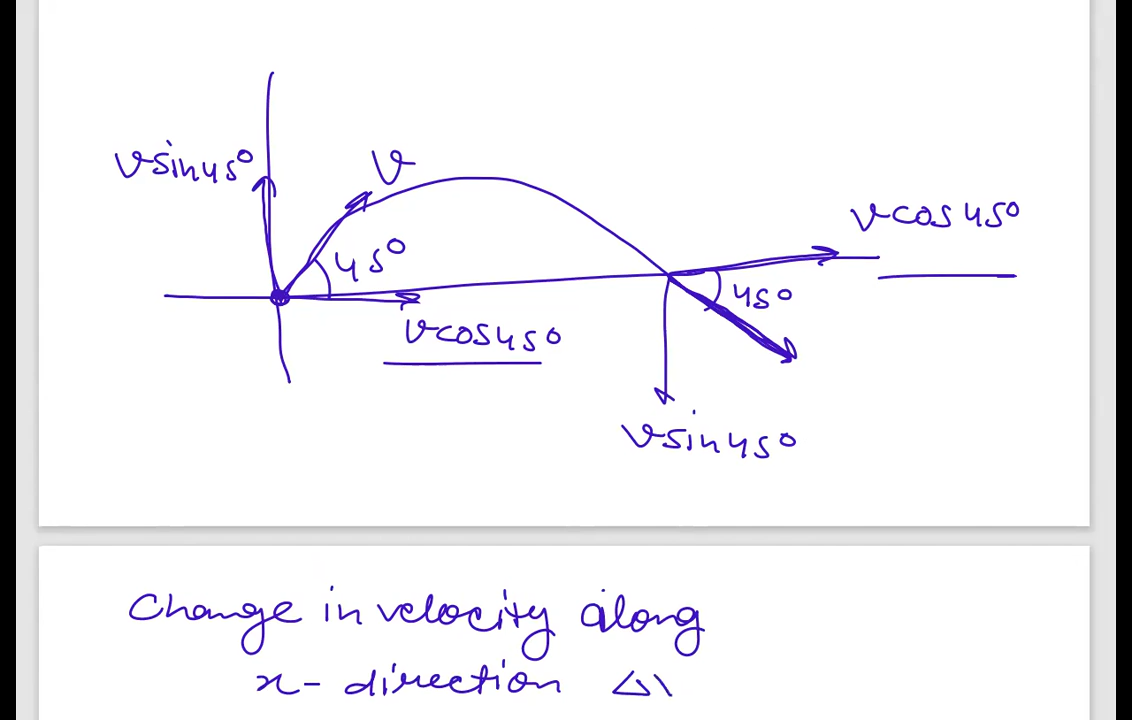 vsin45°
v
45°
vcos45°
vcos45°
45°
vsin45°
Change in velocity along
x- direction Δ